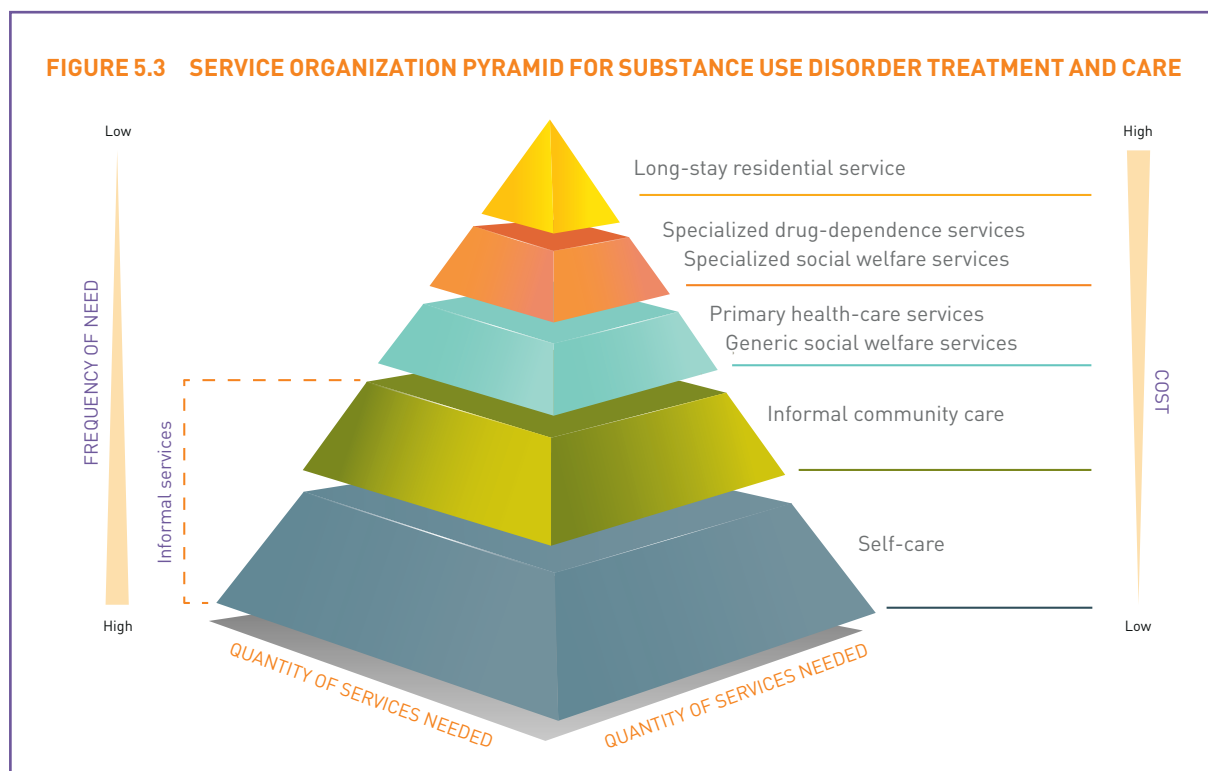 FIGURE 5.3 SERVICE ORGANIZATION PYRAMID FOR SUBSTANCE USE DISORDER TREATMENT AND CARE
Low
High
Long-stay residential service
Specialized drug-dependence services
Specialized social welfare services
Primary health-care services
Generic social welfare services
FREQUENCY OF NEED
COST
Informal services
Informal community care
Self-care
High
Low
QUANTITY OF SERVICES NEEDED
QUANTITY OF SERVICES NEEDED